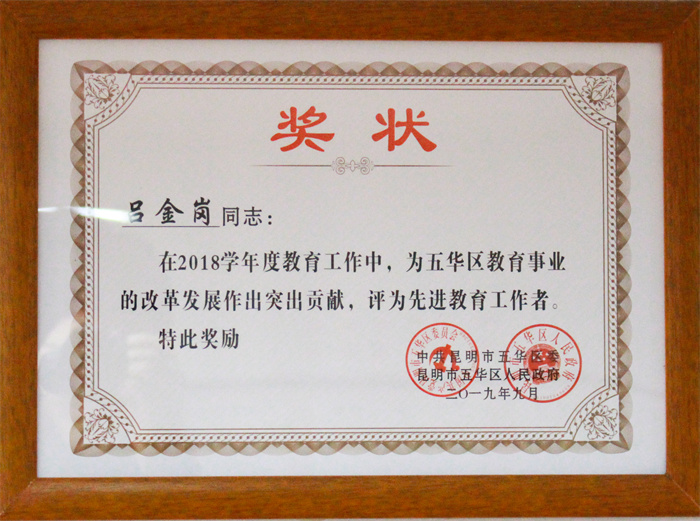 奖状
吕金岗同志：
在2018学年度教育工作中，为五华区教育事业
的改革发展作出突出贡献，评为先进教育工作者。
特此奖励
中共昆明市五华区委
昆明市五华区人民政府
二〇一九年九月